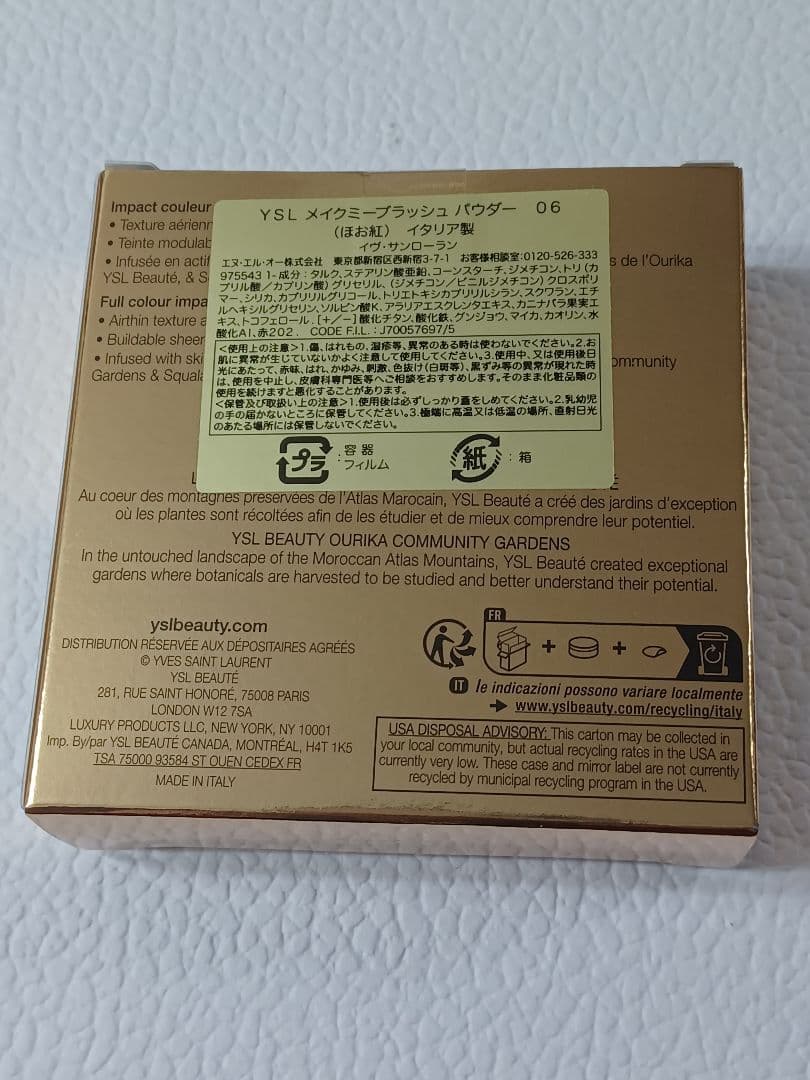 Impact couleur
• Texture aérienn
• Teinte modulab
• Infusée en actif
YSL Beauté, & S
s de l'Ourika
Full colour impa
• Airthin texture a
• Buildable sheer
• Infused with ski
ommunity
Gardens & Squala
YSL メイクミーブラッシュ パウダー 06
(ほお紅) イタリア製
イヴ・サンローラン
エヌ・エル・オー株式会社 東京都新宿区西新宿3-7-1 お客様相談室:0120-526-333
975543 1-成分:タルク、ステアリン酸亜鉛、コーンスターチ、ジメチコン、トリ(カ
プリル酸/カプリン酸)グリセリル、(ジメチコン/ビニルジメチコン)クロスポリ
マー、シリカ、カプリリルグリコール、トリエトキシカプリリルシラン、スクワラン、エチ
ルヘキシルグリセリン、ソルビン酸K、アラリアエスクレンタエキス、カニナバラ果実エ
キス、トコフェロール.[+/-]酸化チタン、酸化鉄、グンジョウ、マイカ、カオリン、水
酸化Al、赤202. CODE F.I.L.:J70057697/5
<使用上の注意>1.傷、はれもの、湿疹等、異常のある時は使わないでください。2.お
肌に異常が生じていないかよく注意して使用してください。3.使用中、又は使用後日
光にあたって、赤味、はれ、かゆみ、刺激、色抜け(白斑等)、黒ずみ等の異常が現れた時
は、使用を中止し、皮膚科専門医等へご相談をおすすめします。そのまま化粧品類の
使用を続けますと悪化することがあります。
<保管及び取扱い上の注意>1.使用後は必ずしっかり蓋をしめてください。2.乳幼児
の手の届かないところに保管してください。3.極端に高温又は低温の場所、直射日光
のあたる場所には保管しないでください。
プラ :容器 フィルム 紙 :箱
Au coeur des montagnes préservées de l'Atlas Marocain, YSL Beauté a créé des jardins d'exception
où les plantes sont récoltées afin de les étudier et de mieux comprendre leur potentiel.
YSL BEAUTY OURIKA COMMUNITY GARDENS
In the untouched landscape of the Moroccan Atlas Mountains, YSL Beauté created exceptional
gardens where botanicals are harvested to be studied and better understand their potential.
yslbeauty.com
DISTRIBUTION RÉSERVÉE AUX DÉPOSITAIRES AGRÉÉS
© YVES SAINT LAURENT
YSL BEAUTÉ
281, RUE SAINT HONORÉ, 75008 PARIS
LONDON W12 7SA
LUXURY PRODUCTS LLC, NEW YORK, NY 10001
Imp. By/par YSL BEAUTÉ CANADA, MONTRÉAL, H4T 1K5
TSA 75000 93584 ST OUEN CEDEX FR
MADE IN ITALY
FR
+ +
IT le indicazioni possono variare localmente
www.yslbeauty.com/recycling/italy
USA DISPOSAL ADVISORY: This carton may be collected in
your local community, but actual recycling rates in the USA are
currently very low. These case and mirror label are not currently
recycled by municipal recycling program in the USA.